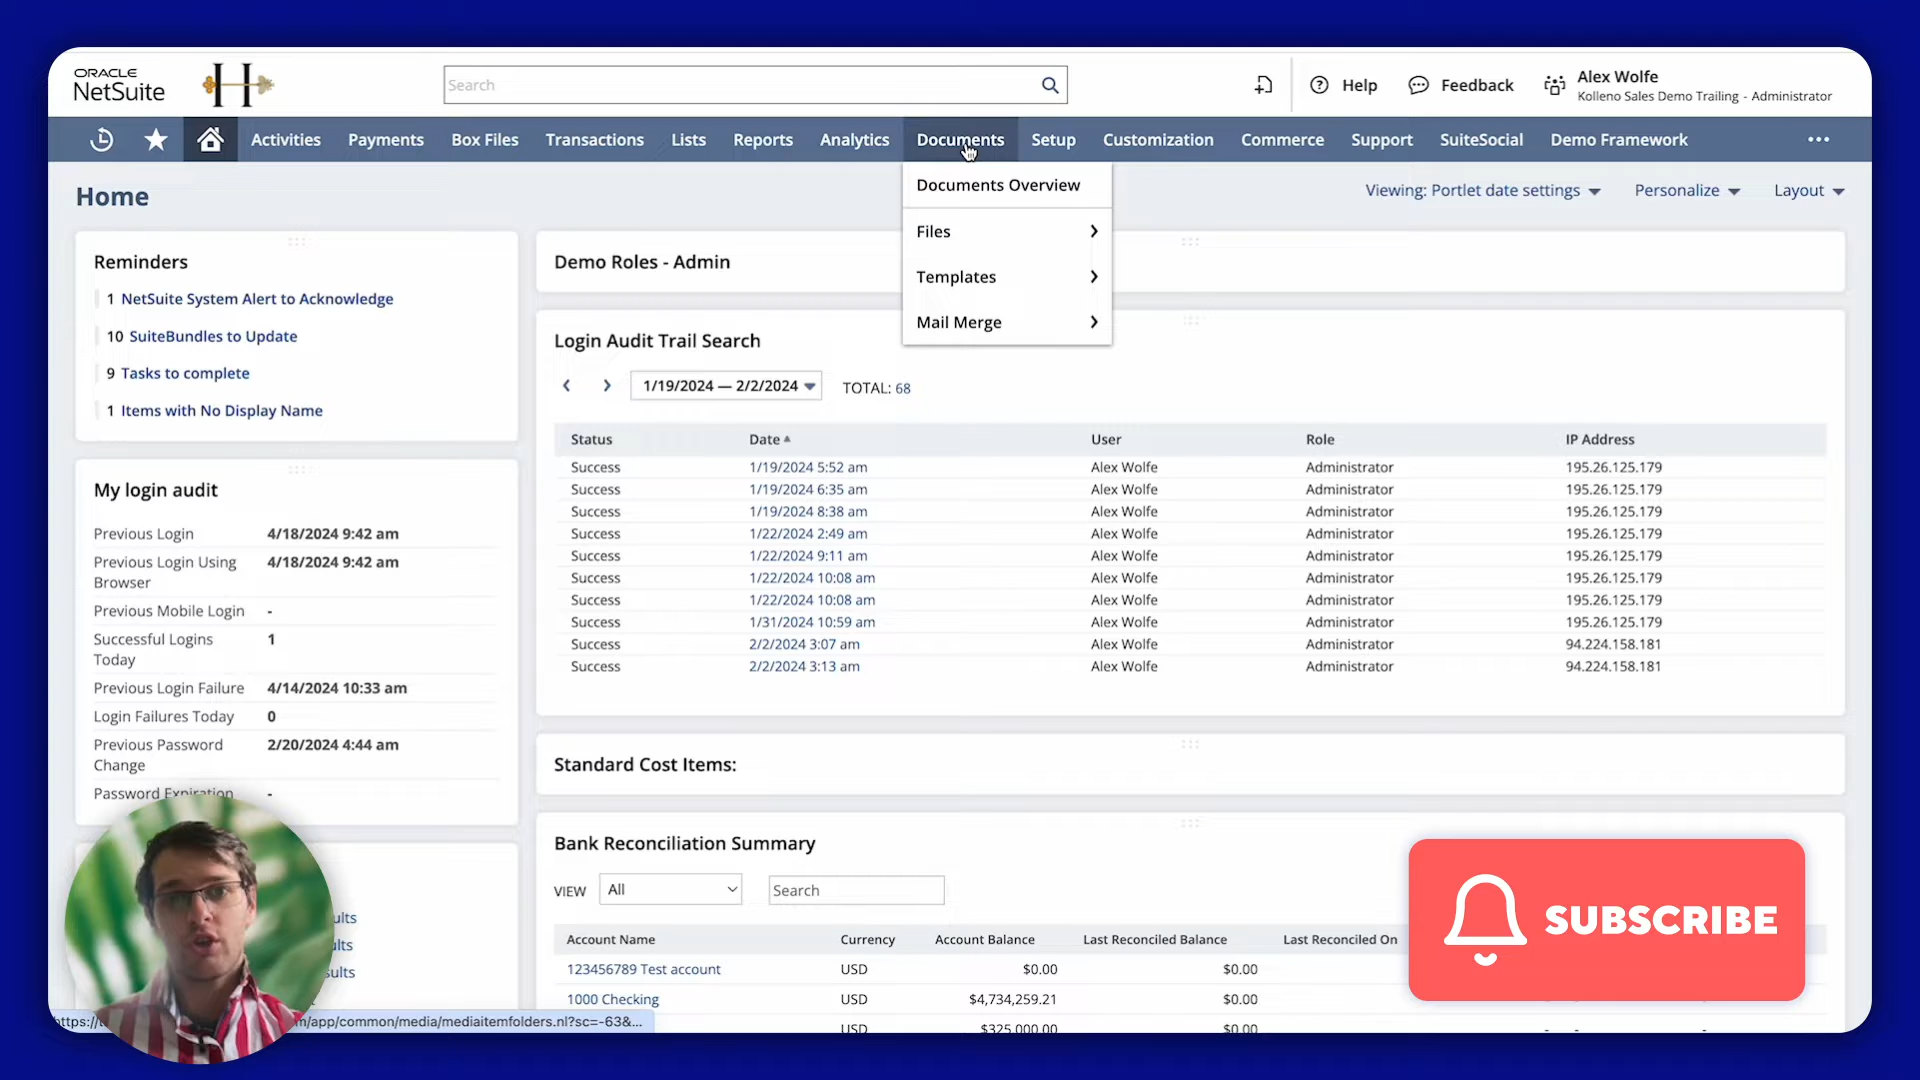 ORACLE
NetSuite
H
Search
Help
Feedback
Alex Wolfe
Kolleno Sales Demo Trailing - Administrator
Activities Payments Box Files Transactions Lists Reports Analytics Documents Setup Customization Commerce Support SuiteSocial Demo Framework
Home
Documents Overview
Files
Templates
Mail Merge
Viewing: Portlet date settings Personalize Layout
Reminders
1 NetSuite System Alert to Acknowledge
10 SuiteBundles to Update
9 Tasks to complete
1 Items with No Display Name
My login audit
Previous Login 4/18/2024 9:42 am
Previous Login Using Browser 4/18/2024 9:42 am
Previous Mobile Login -
Successful Logins Today 1
Previous Login Failure 4/14/2024 10:33 am
Login Failures Today 0
Previous Password Change 2/20/2024 4:44 am
Password Expiration -
Demo Roles - Admin
Login Audit Trail Search
1/19/2024 — 2/2/2024 TOTAL: 68
Status Date User Role IP Address
Success 1/19/2024 5:52 am Alex Wolfe Administrator 195.26.125.179
Success 1/19/2024 6:35 am Alex Wolfe Administrator 195.26.125.179
Success 1/19/2024 8:38 am Alex Wolfe Administrator 195.26.125.179
Success 1/22/2024 2:49 am Alex Wolfe Administrator 195.26.125.179
Success 1/22/2024 9:11 am Alex Wolfe Administrator 195.26.125.179
Success 1/22/2024 10:08 am Alex Wolfe Administrator 195.26.125.179
Success 1/22/2024 10:08 am Alex Wolfe Administrator 195.26.125.179
Success 1/31/2024 10:59 am Alex Wolfe Administrator 195.26.125.179
Success 2/2/2024 3:07 am Alex Wolfe Administrator 94.224.158.181
Success 2/2/2024 3:13 am Alex Wolfe Administrator 94.224.158.181
Standard Cost Items:
Bank Reconciliation Summary
VIEW All Search
Account Name Currency Account Balance Last Reconciled Balance Last Reconciled On
123456789 Test account USD $0.00 $0.00
1000 Checking USD $4,734,259.21 $0.00
USD $325,000.00 $0.00
SUBSCRIBE
m/app/common/media/mediaitemfolders.nl?sc=-63&...